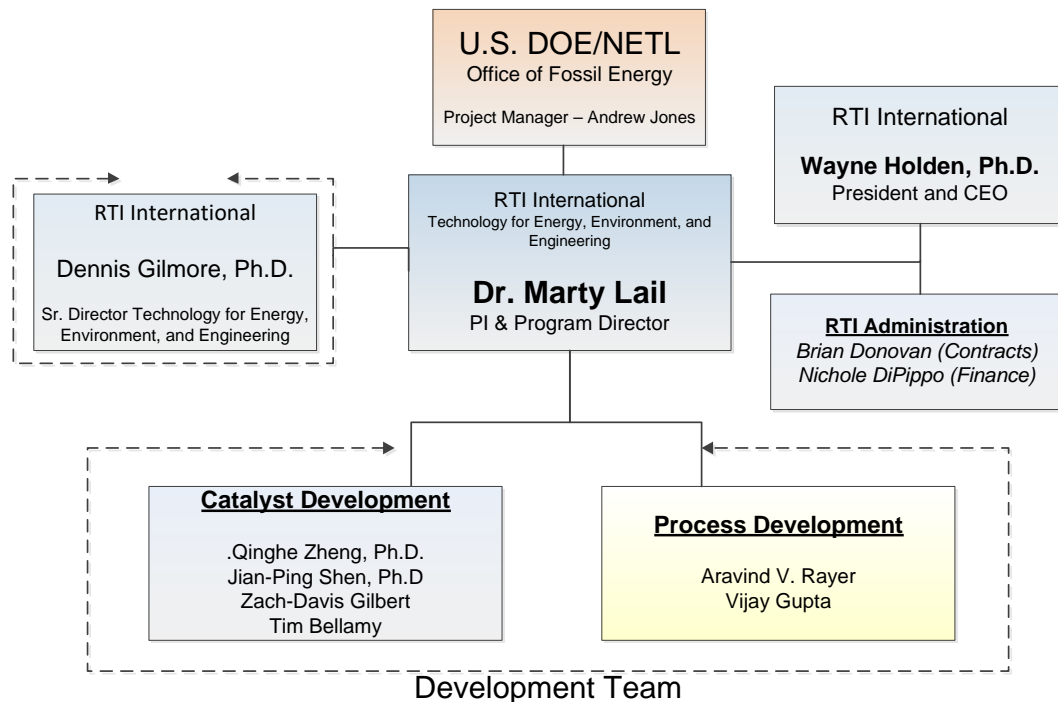 U.S. DOE/NETL
Office of Fossil Energy
Project Manager – Andrew Jones
RTI International
Wayne Holden, Ph.D.
President and CEO
RTI International
Dennis Gilmore, Ph.D.
Sr. Director Technology for Energy,
Environment, and Engineering
RTI International
Technology for Energy, Environment, and
Engineering
Dr. Marty Lail
PI & Program Director
RTI Administration
Brian Donovan (Contracts)
Nichole DiPippo (Finance)
Catalyst Development
.Qinghe Zheng, Ph.D.
Jian-Ping Shen, Ph.D
Zach-Davis Gilbert
Tim Bellamy
Process Development
Aravind V. Rayer
Vijay Gupta
Development Team